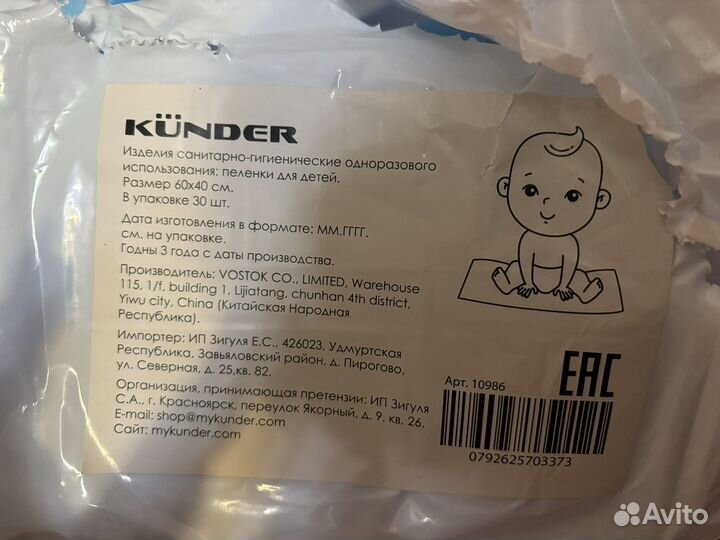 KÜNDER
Изделия санитарно-гигиенические одноразового
использования: пеленки для детей.
Размер 60х40 см.
В упаковке 30 шт.
Дата изготовления в формате: ММ.ГГГГ.
см. на упаковке.
Годны 3 года с даты производства.
Производитель: VOSTOK CO., LIMITED, Warehouse
115, 1/f, building 1, Lijiatang, chunhan 4th district,
Yiwu city, China (Китайская Народная
Республика).
Импортер: ИП Зигуля Е.С., 426023, Удмуртская
Республика, Завьяловский район, д. Пирогово,
ул. Северная, д. 25,кв. 82.
Организация, принимающая претензии: ИП Зигуля
С.А., г. Красноярск, переулок Якорный, д. 9, кв. 26.
E-mail: shop@mykunder.com
Сайт: mykunder.com
Арт. 10986
EAC
0792625703373
Avito